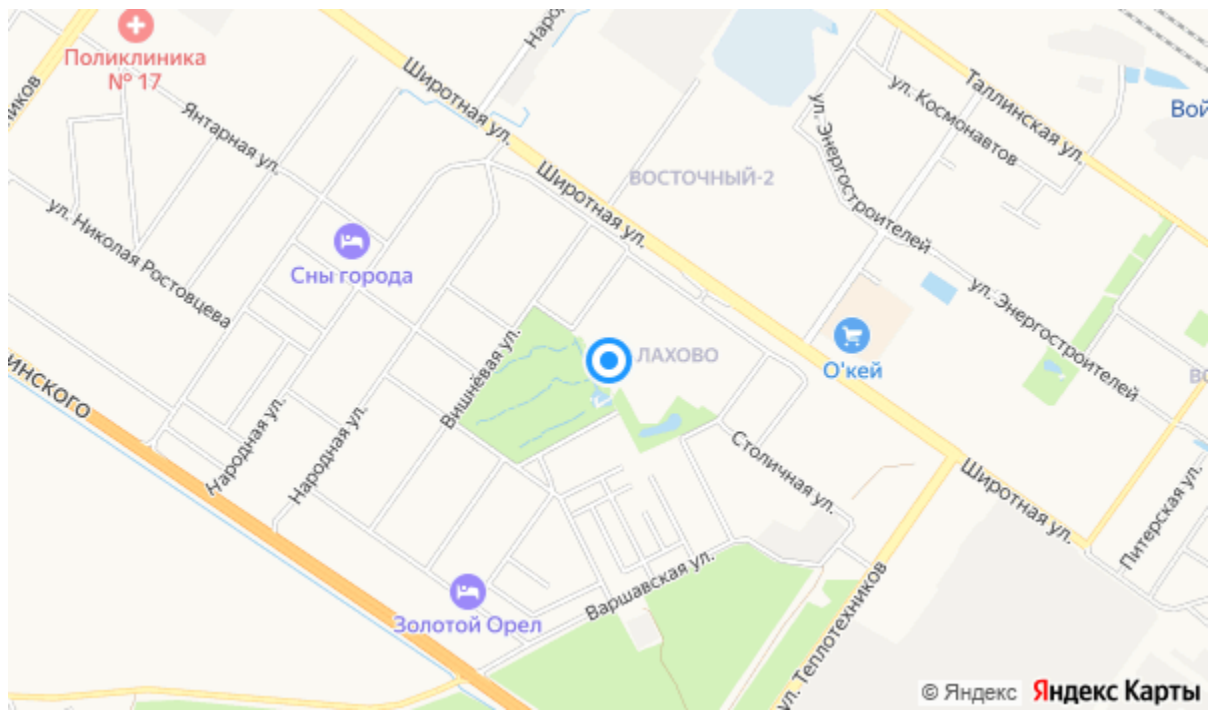 Поликлиника
№ 17
Янтарная ул.
ул. Николая Ростовцева
Сны города
Широтная ул.
Широтная ул.
ВОСТОЧНЫЙ-2
ул. Космонавтов
Таллинская ул.
Вой
ул. Энергостроителей
ул. Энергостроителей
О'кей
ЛАХОВО
Вишнёвая ул.
ИНСКОГО
Народная ул.
Народная ул.
Столичная ул.
Широтная ул.
Питерская ул.
Варшавская ул.
Золотой Орел
ул. Теплотехников
© Яндекс Яндекс Карты